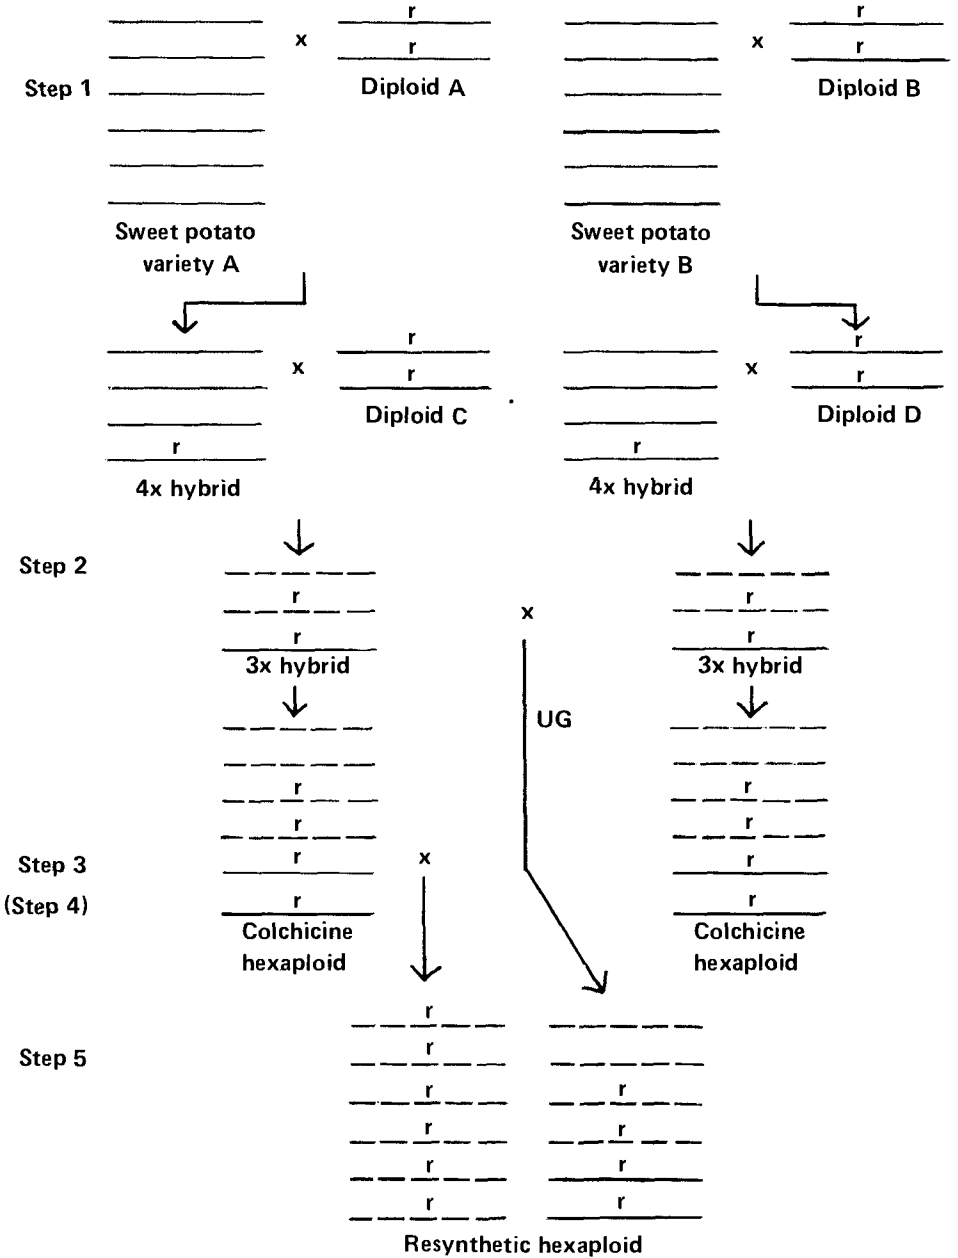 r
x
r
Diploid A
Step 1
Sweet potato
variety A
r
x
r
Diploid B
Sweet potato
variety B
r
x
r
Diploid C
r
4x hybrid
r
x
r
Diploid D
r
4x hybrid
Step 2
r
r
3x hybrid
x
UG
r
r
3x hybrid
r
r
Step 3
r
x
(Step 4)
r
Colchicine
hexaploid
r
r
r
r
Colchicine
hexaploid
Step 5
r
r
r
r
r
r
r
r
r
r
Resynthetic hexaploid